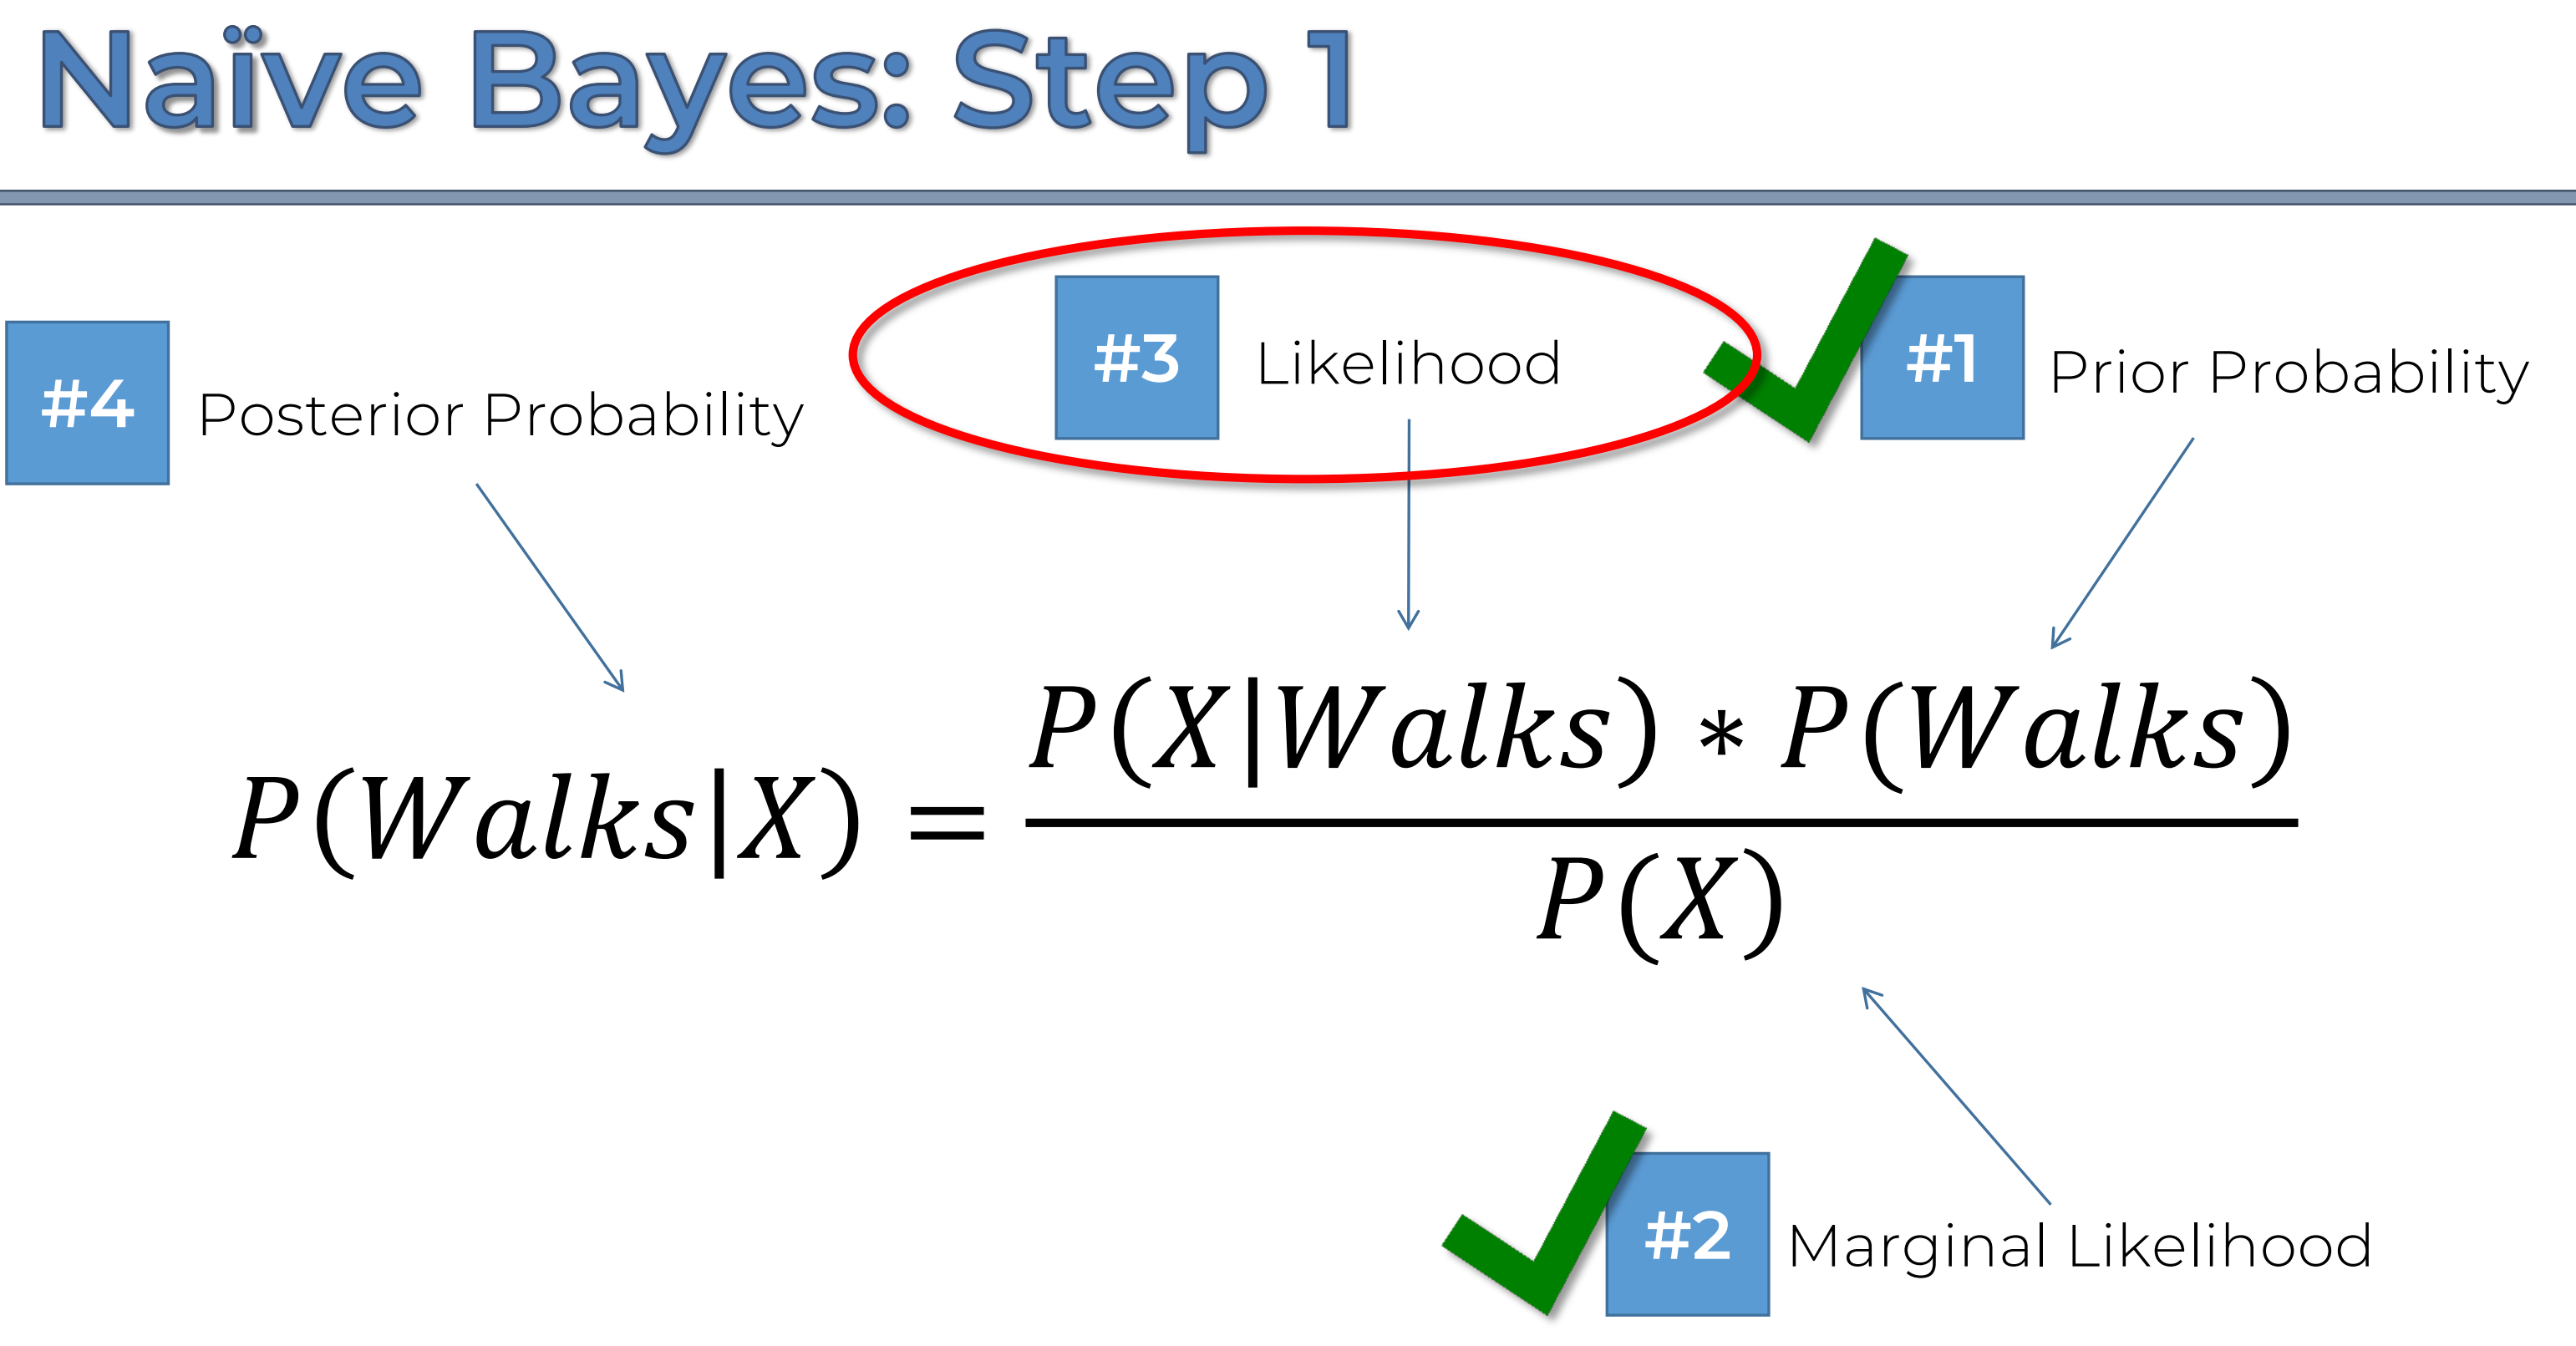 Naïve Bayes: Step 1
#3 Likelihood
#1 Prior Probability
#4 Posterior Probability
P(Walks|X) = P(X|Walks) * P(Walks)
P(X)
#2 Marginal Likelihood